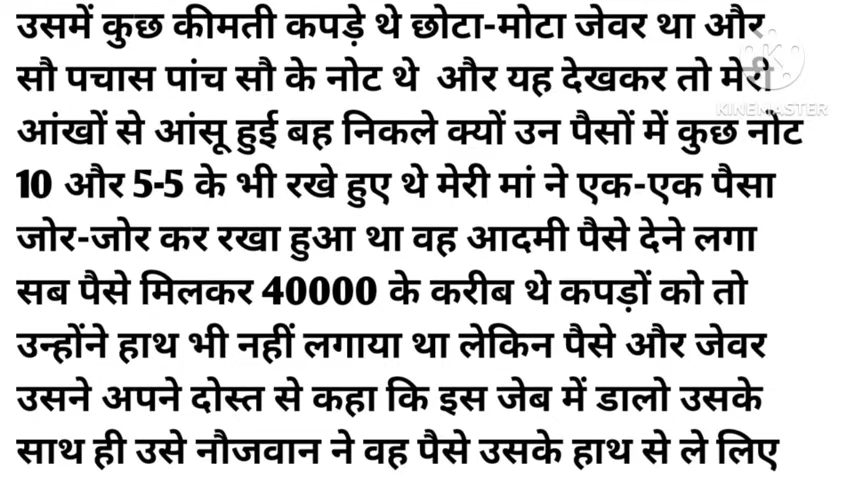 उसमें कुछ कीमती कपड़े थे छोटा-मोटा जेवर था और
सौ पचास पांच सौ के नोट थे और यह देखकर तो मेरी
आंखों से आंसू हुई बह निकले क्यों उन पैसों में कुछ नोट
10 और 5-5 के भी रखे हुए थे मेरी मां ने एक-एक पैसा
जोर-जोर कर रखा हुआ था वह आदमी पैसे देने लगा
सब पैसे मिलकर 40000 के करीब थे कपड़ों को तो
उन्होंने हाथ भी नहीं लगाया था लेकिन पैसे और जेवर
उसने अपने दोस्त से कहा कि इस जेब में डालो उसके
साथ ही उसे नौजवान ने वह पैसे उसके हाथ से ले लिए
KINEMASTER